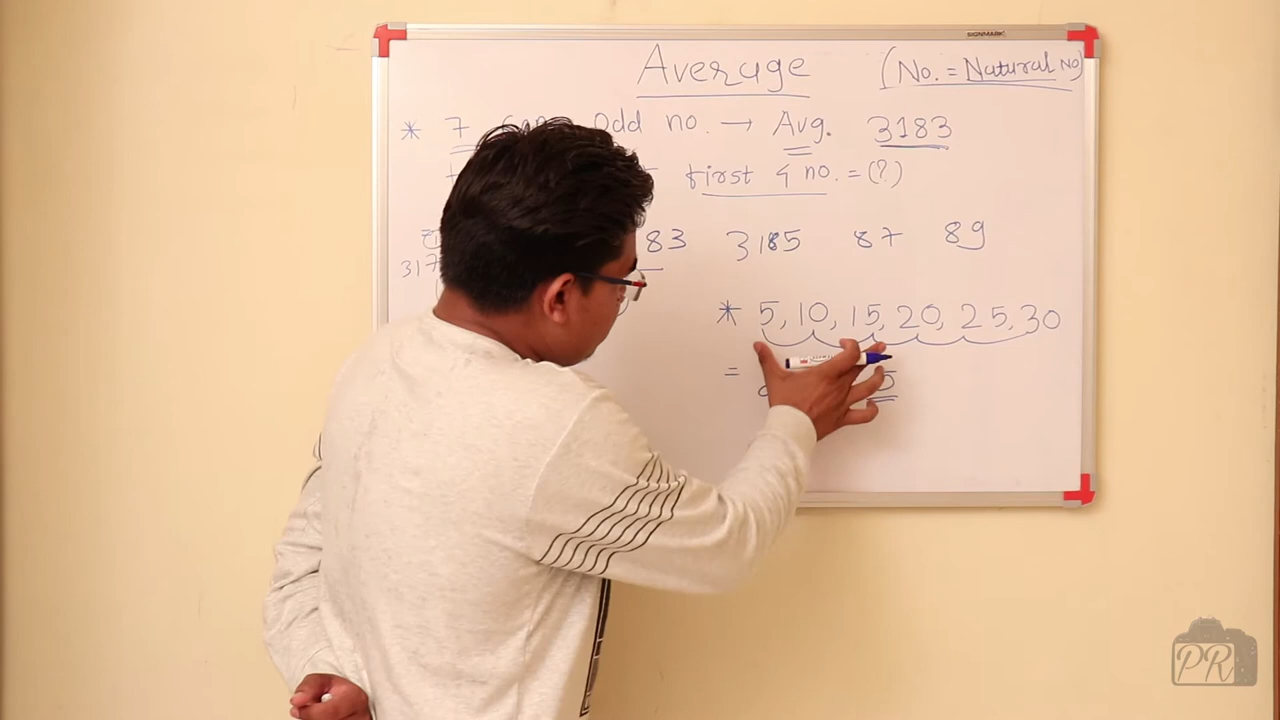 SIGNMARK
Average (No. = Natural No)
* 7 Odd no. → Avg. 3183
first 4 no. = (?)
317 83 3185 87 89
* 5, 10, 15, 20, 25, 30
=
PR